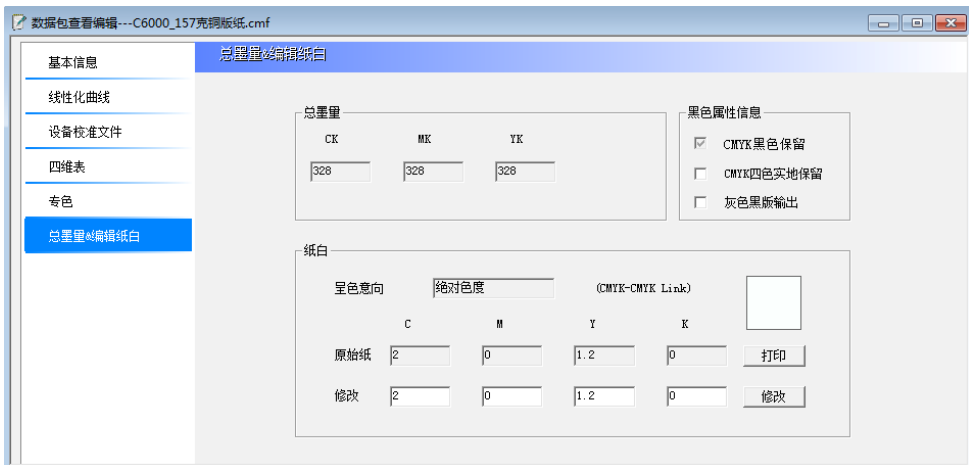 数据包查看编辑---C6000_157克铜版纸.cmf
基本信息
线性化曲线
设备校准文件
四维表
专色
总墨量&编辑纸白
总墨量&编辑纸白
总墨量
CK MK YK
328 328 328
黑色属性信息
CMYK黑色保留
CMYK四色实地保留
灰色黑版输出
纸白
呈色意向 绝对色度 (CMYK-CMYK Link)
C M Y K
原始纸 2 0 1.2 0 打印
修改 2 0 1.2 0 修改